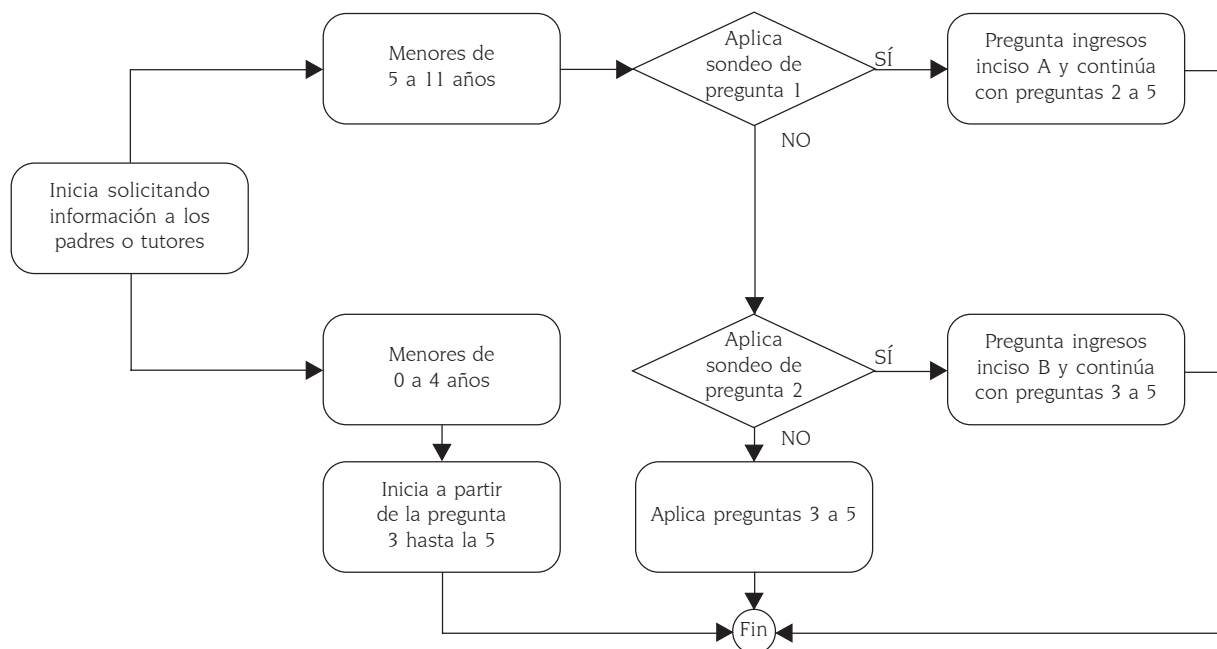 Inicia solicitando
información a los
padres o tutores
Menores de
5 a 11 años
Aplica
sondeo de
pregunta 1
SÍ
Pregunta ingresos
inciso A y continúa
con preguntas 2 a 5
NO
Aplica
sondeo de
pregunta 2
SÍ
Pregunta ingresos
inciso B y continúa
con preguntas 3 a 5
NO
Aplica preguntas 3 a 5
Menores de
0 a 4 años
Inicia a partir
de la pregunta
3 hasta la 5
Fin